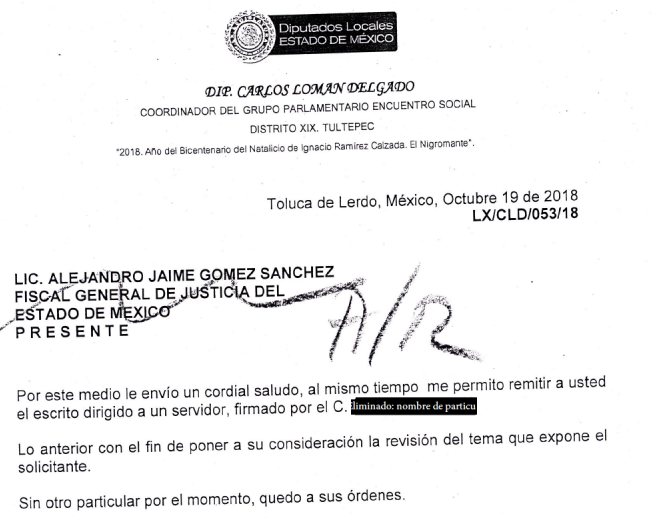 Diputados Locales
ESTADO DE MÉXICO
DIP. CARLOS LOMAN DELGADO
COORDINADOR DEL GRUPO PARLAMENTARIO ENCUENTRO SOCIAL
DISTRITO XIX. TULTEPEC
"2018. Año del Bicentenario del Natalicio de Ignacio Ramírez Calzada. El Nigromante".
Toluca de Lerdo, México, Octubre 19 de 2018
LX/CLD/053/18
LIC. ALEJANDRO JAIME GOMEZ SANCHEZ
FISCAL GENERAL DE JUSTICIA DEL
ESTADO DE MEXICO
P R E S E N T E
A/R
Por este medio le envío un cordial saludo, al mismo tiempo me permito remitir a usted
el escrito dirigido a un servidor, firmado por el C. liminado: nombre de particu
Lo anterior con el fin de poner a su consideración la revisión del tema que expone el
solicitante.
Sin otro particular por el momento, quedo a sus órdenes.